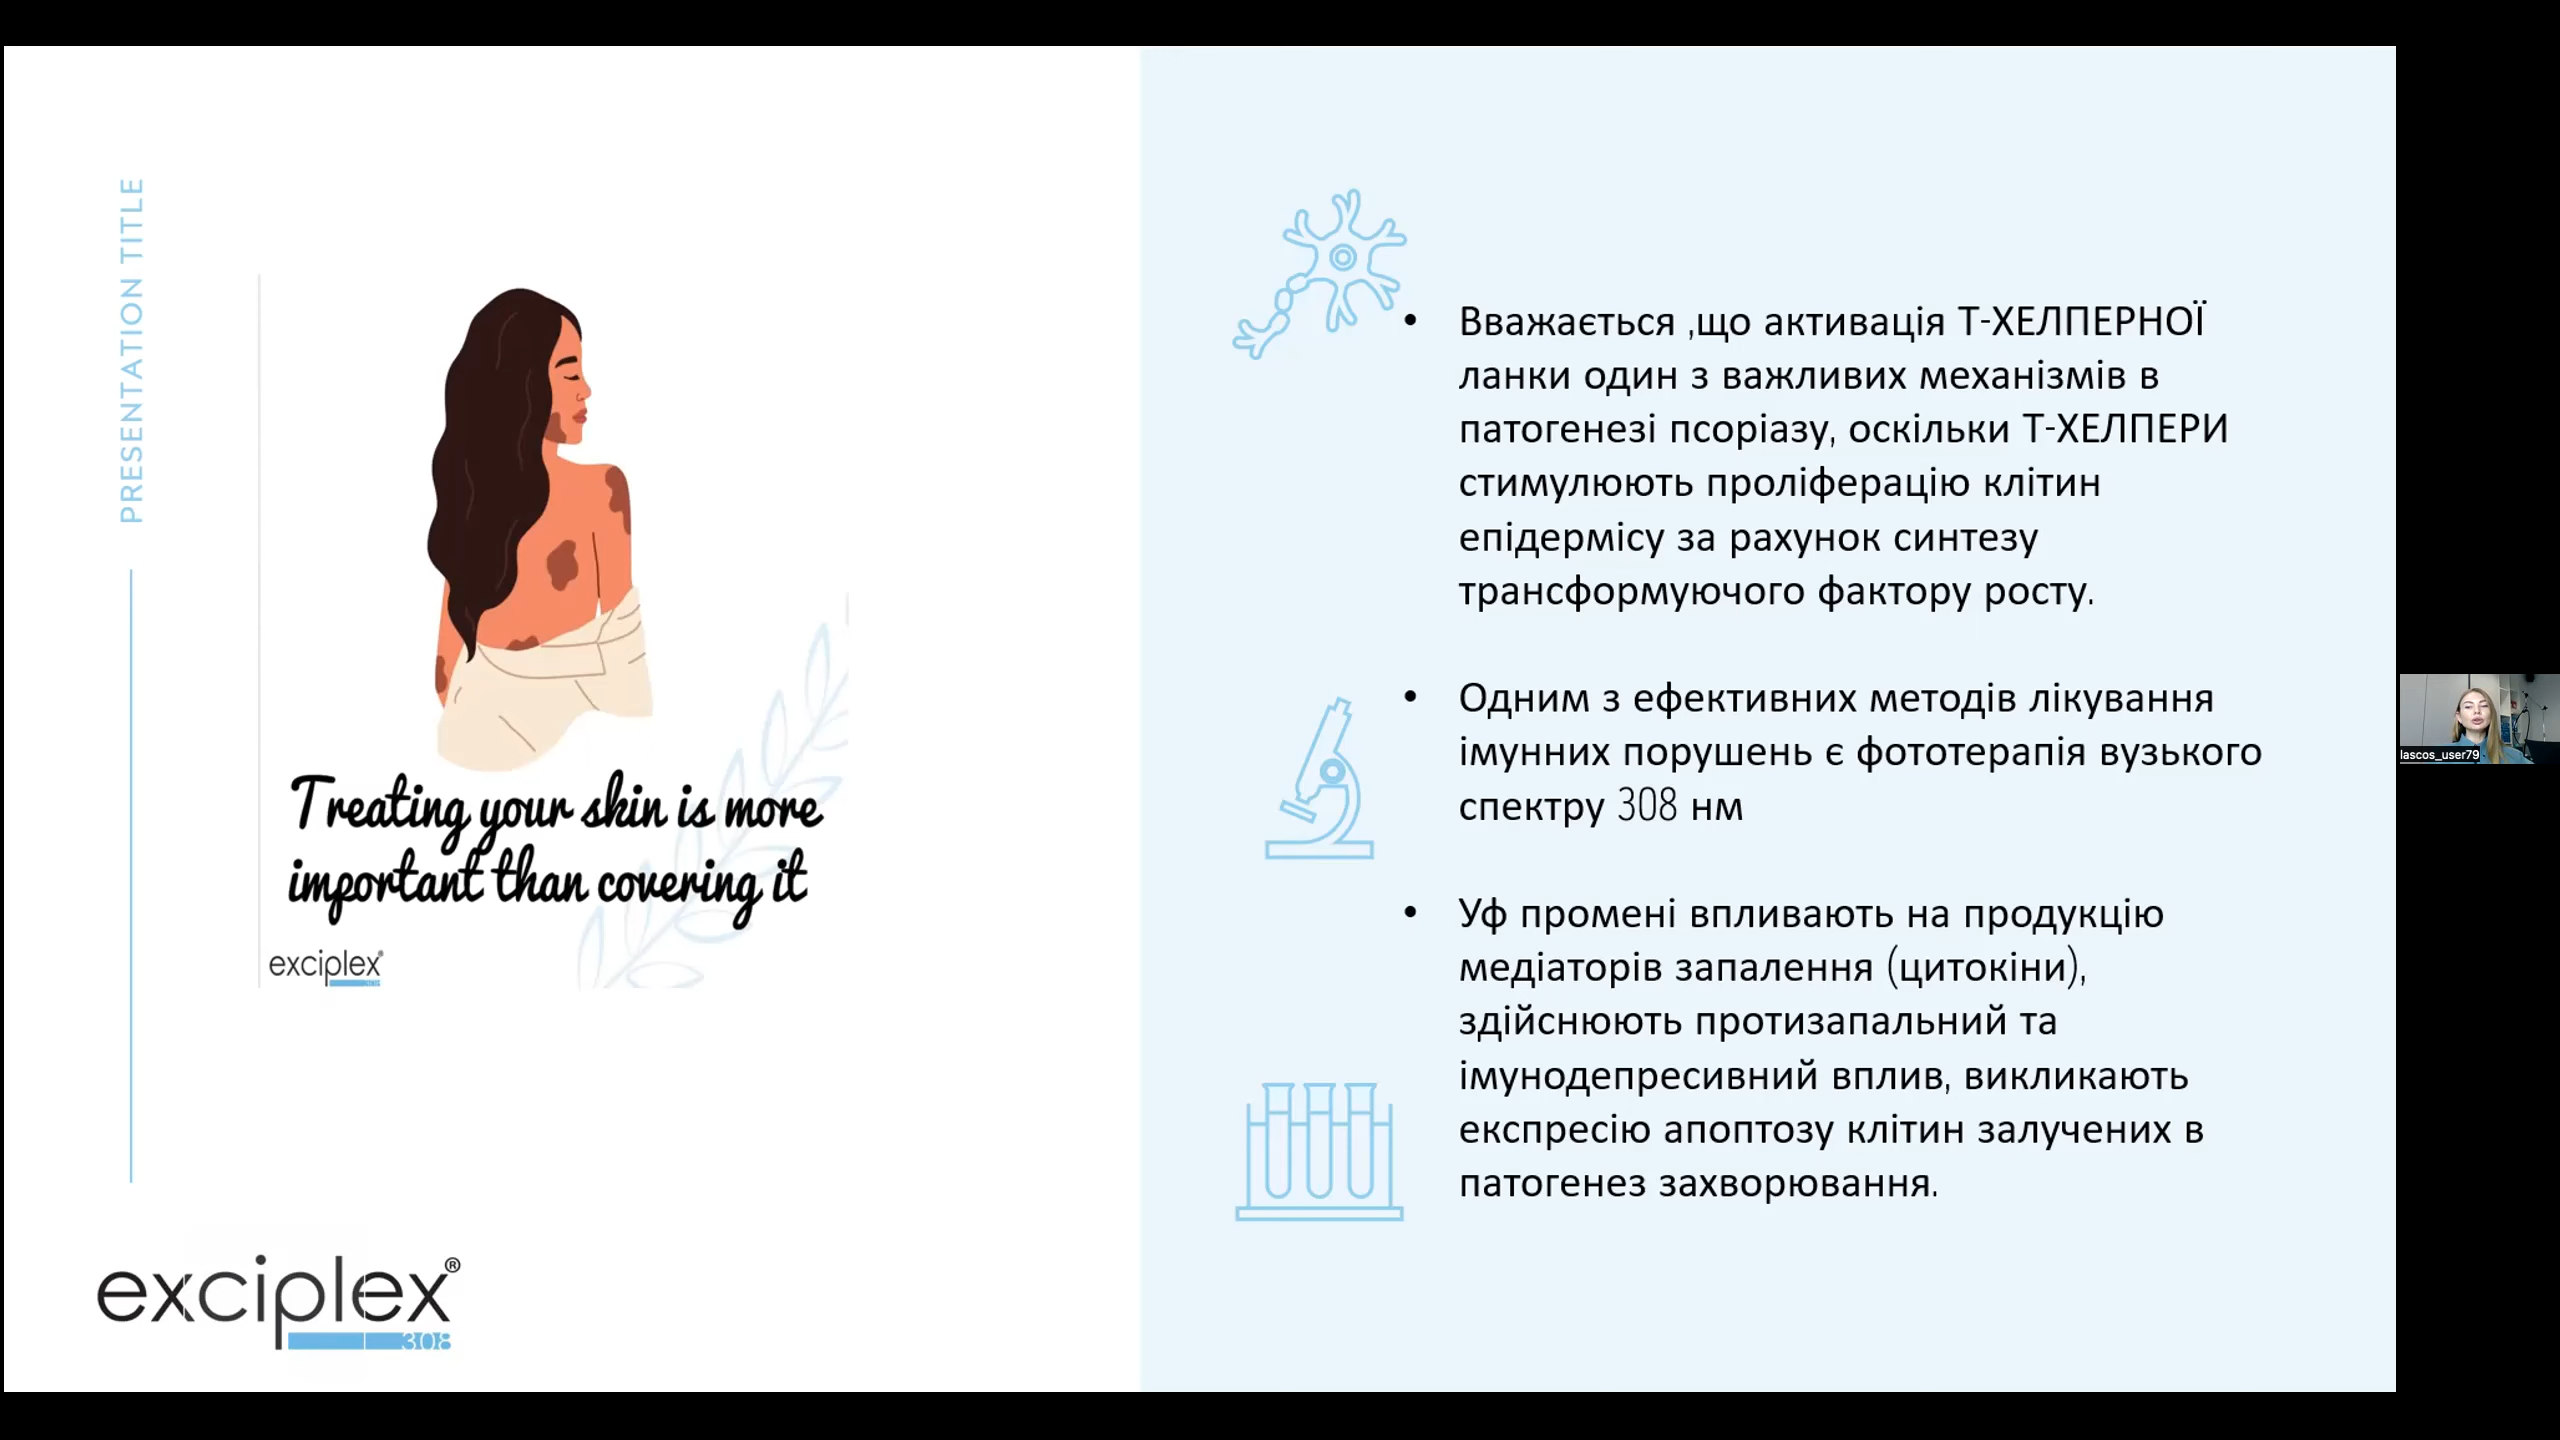 PRESENTATION TITLE
Treating your skin is more
important than covering it
exciplex®
308
exciplex®
308
• Вважається ,що активація Т-ХЕЛПЕРНОЇ
ланки один з важливих механізмів в
патогенезі псоріазу, оскільки Т-ХЕЛПЕРИ
стимулюють проліферацію клітин
епідермісу за рахунок синтезу
трансформуючого фактору росту.
• Одним з ефективних методів лікування
імунних порушень є фототерапія вузького
спектру 308 нм
• Уф промені впливають на продукцію
медіаторів запалення (цитокіни),
здійснюють протизапальний та
імунодепресивний вплив, викликають
експресію апоптозу клітин залучених в
патогенез захворювання.
lascos_user79